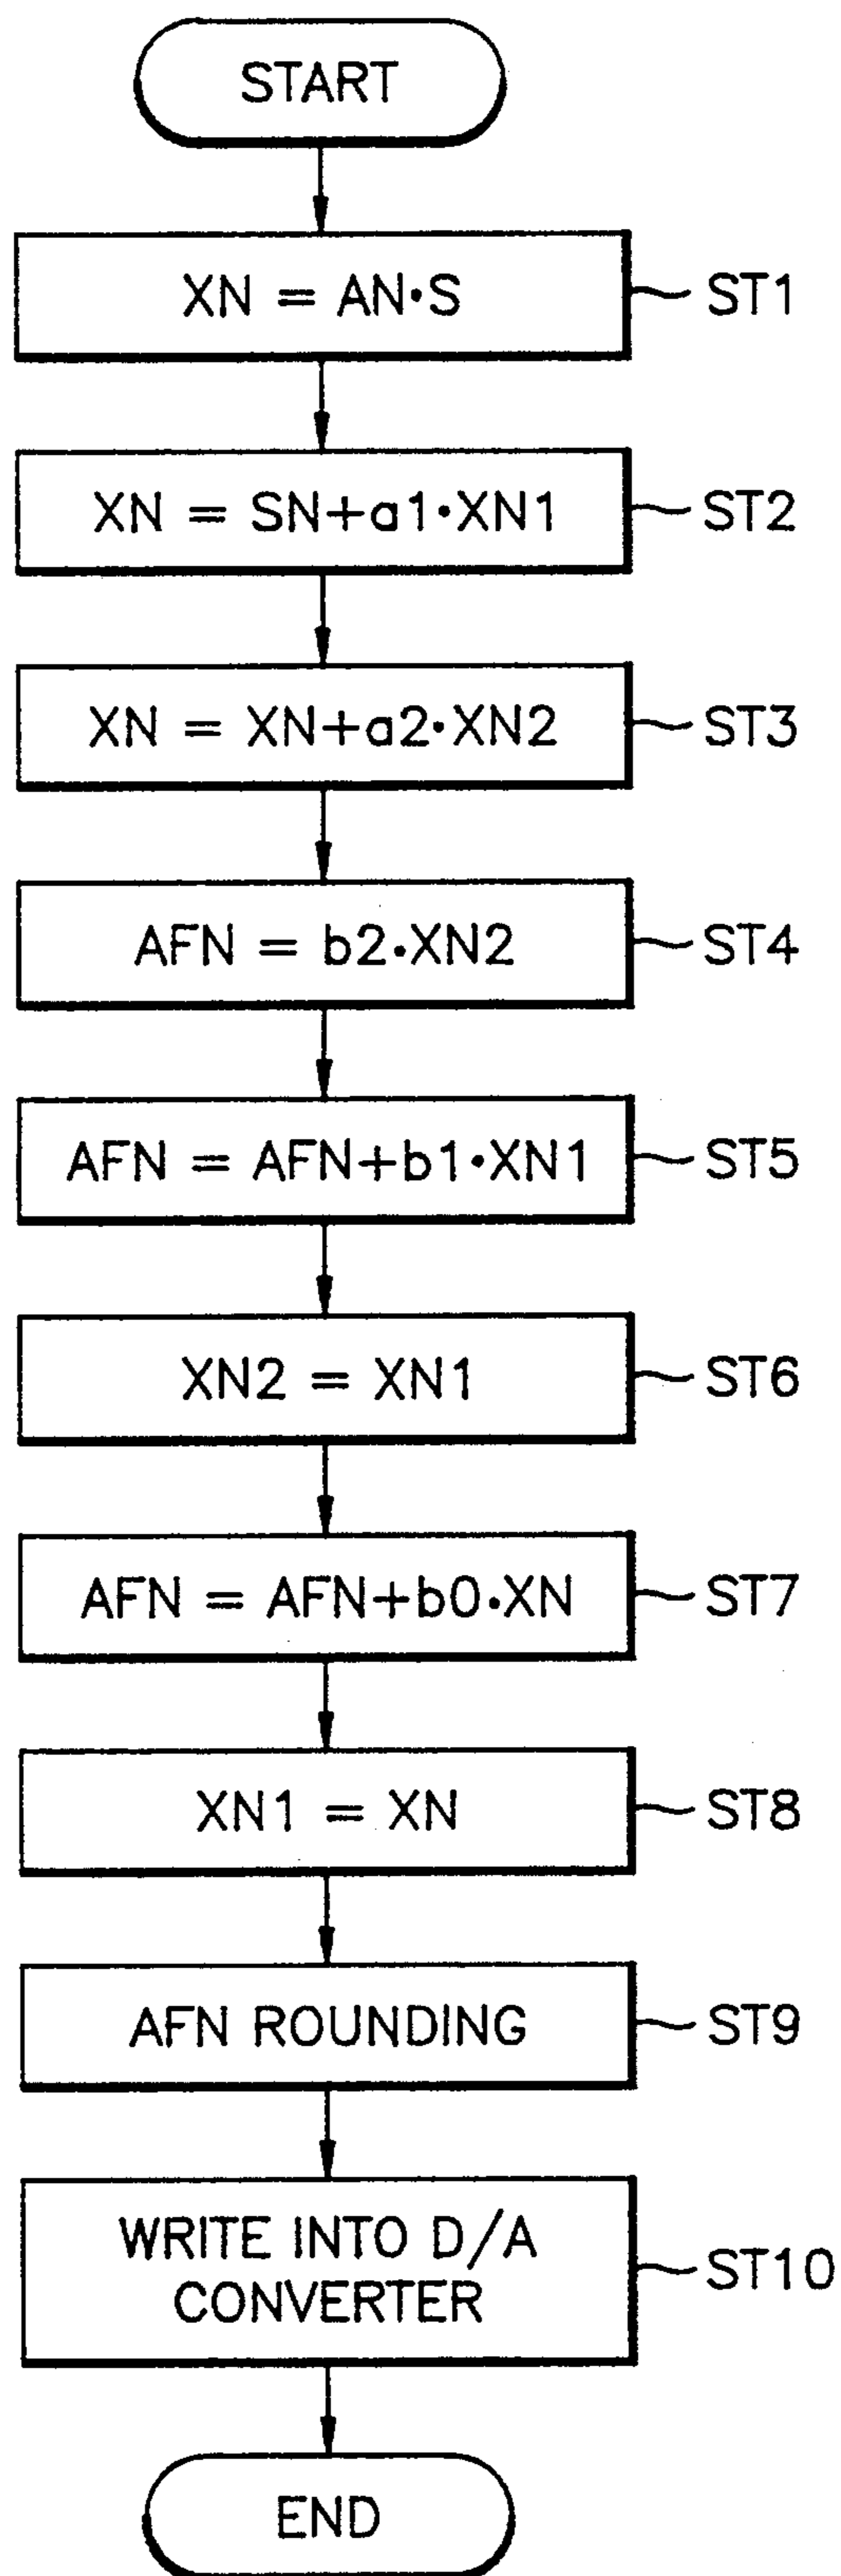 START
XN = AN·S
ST1
XN = SN+a1·XN1
ST2
XN = XN+a2·XN2
ST3
AFN = b2·XN2
ST4
AFN = AFN+b1·XN1
ST5
XN2 = XN1
ST6
AFN = AFN+b0·XN
ST7
XN1 = XN
ST8
AFN ROUNDING
ST9
WRITE INTO D/A
CONVERTER
ST10
END